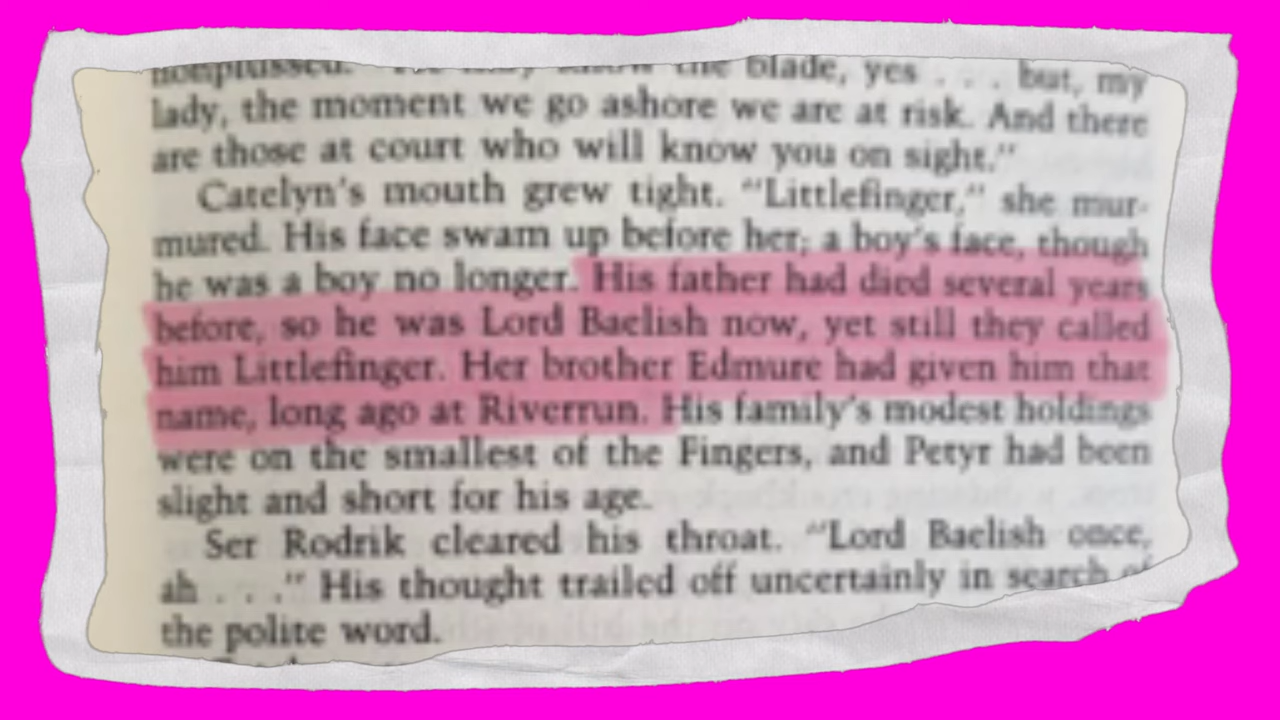 the blade, yes . . . but, my
lady, the moment we go ashore we are at risk. And there
are those at court who will know you on sight."
Catelyn's mouth grew tight. "Littlefinger," she mur-
mured. His face swam up before her; a boy's face, though
he was a boy no longer. His father had died several years
before, so he was Lord Baelish now, yet still they called
him Littlefinger. Her brother Edmure had given him that
name, long ago at Riverrun. His family's modest holdings
were on the smallest of the Fingers, and Petyr had been
slight and short for his age.
Ser Rodrik cleared his throat. "Lord Baelish once,
ah . . ." His thought trailed off uncertainly in search of
the polite word.